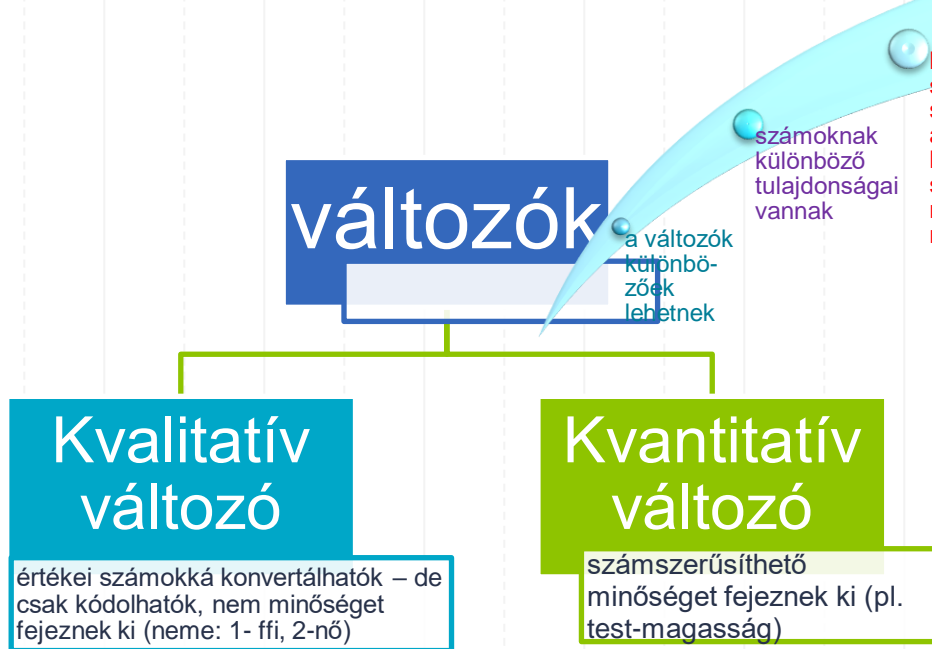 számoknak
különböző
tulajdonságai
vannak
változók
a változók
különbö-
zőek
lehetnek
Kvalitatív
változó
értékei számokká konvertálhatók – de
csak kódolhatók, nem minőséget
fejeznek ki (neme: 1- ffi, 2-nő)
Kvantitatív
változó
számszerűsíthető
minőséget fejeznek ki (pl.
test-magasság)